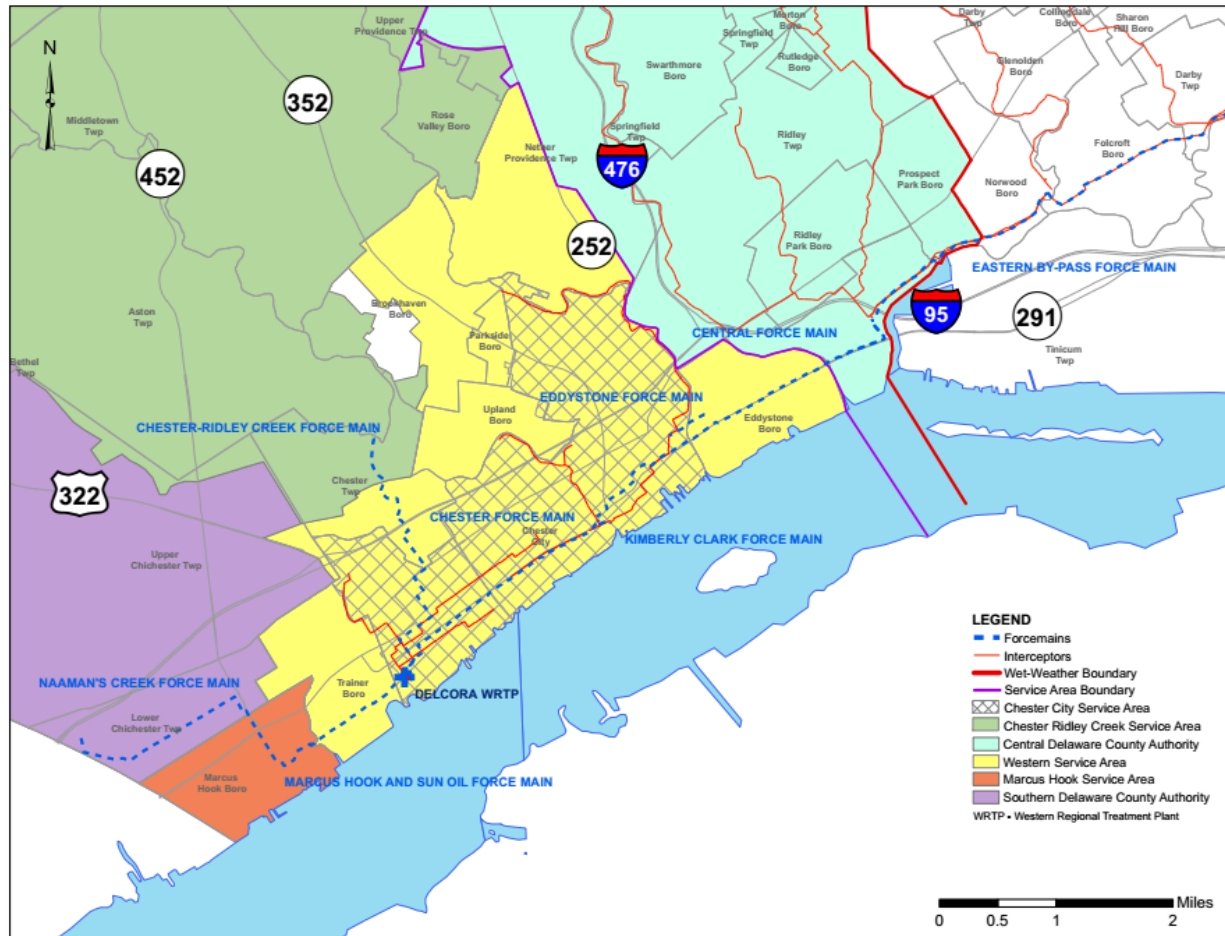 N
Upper
Providence Twp
Morton
Boro
Springfield
Twp
Rutledge
Boro
Swarthmore
Boro
Darby
Twp
Collingdale
Boro
Sharon
Hill Boro
Glenolden
Boro
Darby
Twp
352
Middletown
Twp
Rose
Valley Boro
Springfield
Twp
Ridley
Twp
Folcroft
Boro
452
Nether
Providence Twp
476
Prospect
Park Boro
Norwood
Boro
252
Ridley
Park Boro
EASTERN BY-PASS FORCE MAIN
Brookhaven
Boro
Aston
Twp
95
291
Parkside
Boro
CENTRAL FORCE MAIN
Tinicum
Twp
Bethel
Twp
EDDYSTONE FORCE MAIN
Upland
Boro
Eddystone
Boro
CHESTER-RIDLEY CREEK FORCE MAIN
322
Chester
Twp
CHESTER FORCE MAIN
Chester
City
KIMBERLY CLARK FORCE MAIN
Upper
Chichester Twp
NAAMAN'S CREEK FORCE MAIN
Trainer
Boro
DELCORA WRTP
Lower
Chichester Twp
Marcus
Hook Boro
MARCUS HOOK AND SUN OIL FORCE MAIN
LEGEND
Forcemains
Interceptors
Wet-Weather Boundary
Service Area Boundary
Chester City Service Area
Chester Ridley Creek Service Area
Central Delaware County Authority
Western Service Area
Marcus Hook Service Area
Southern Delaware County Authority
WRTP - Western Regional Treatment Plant
Miles
0 0.5 1 2